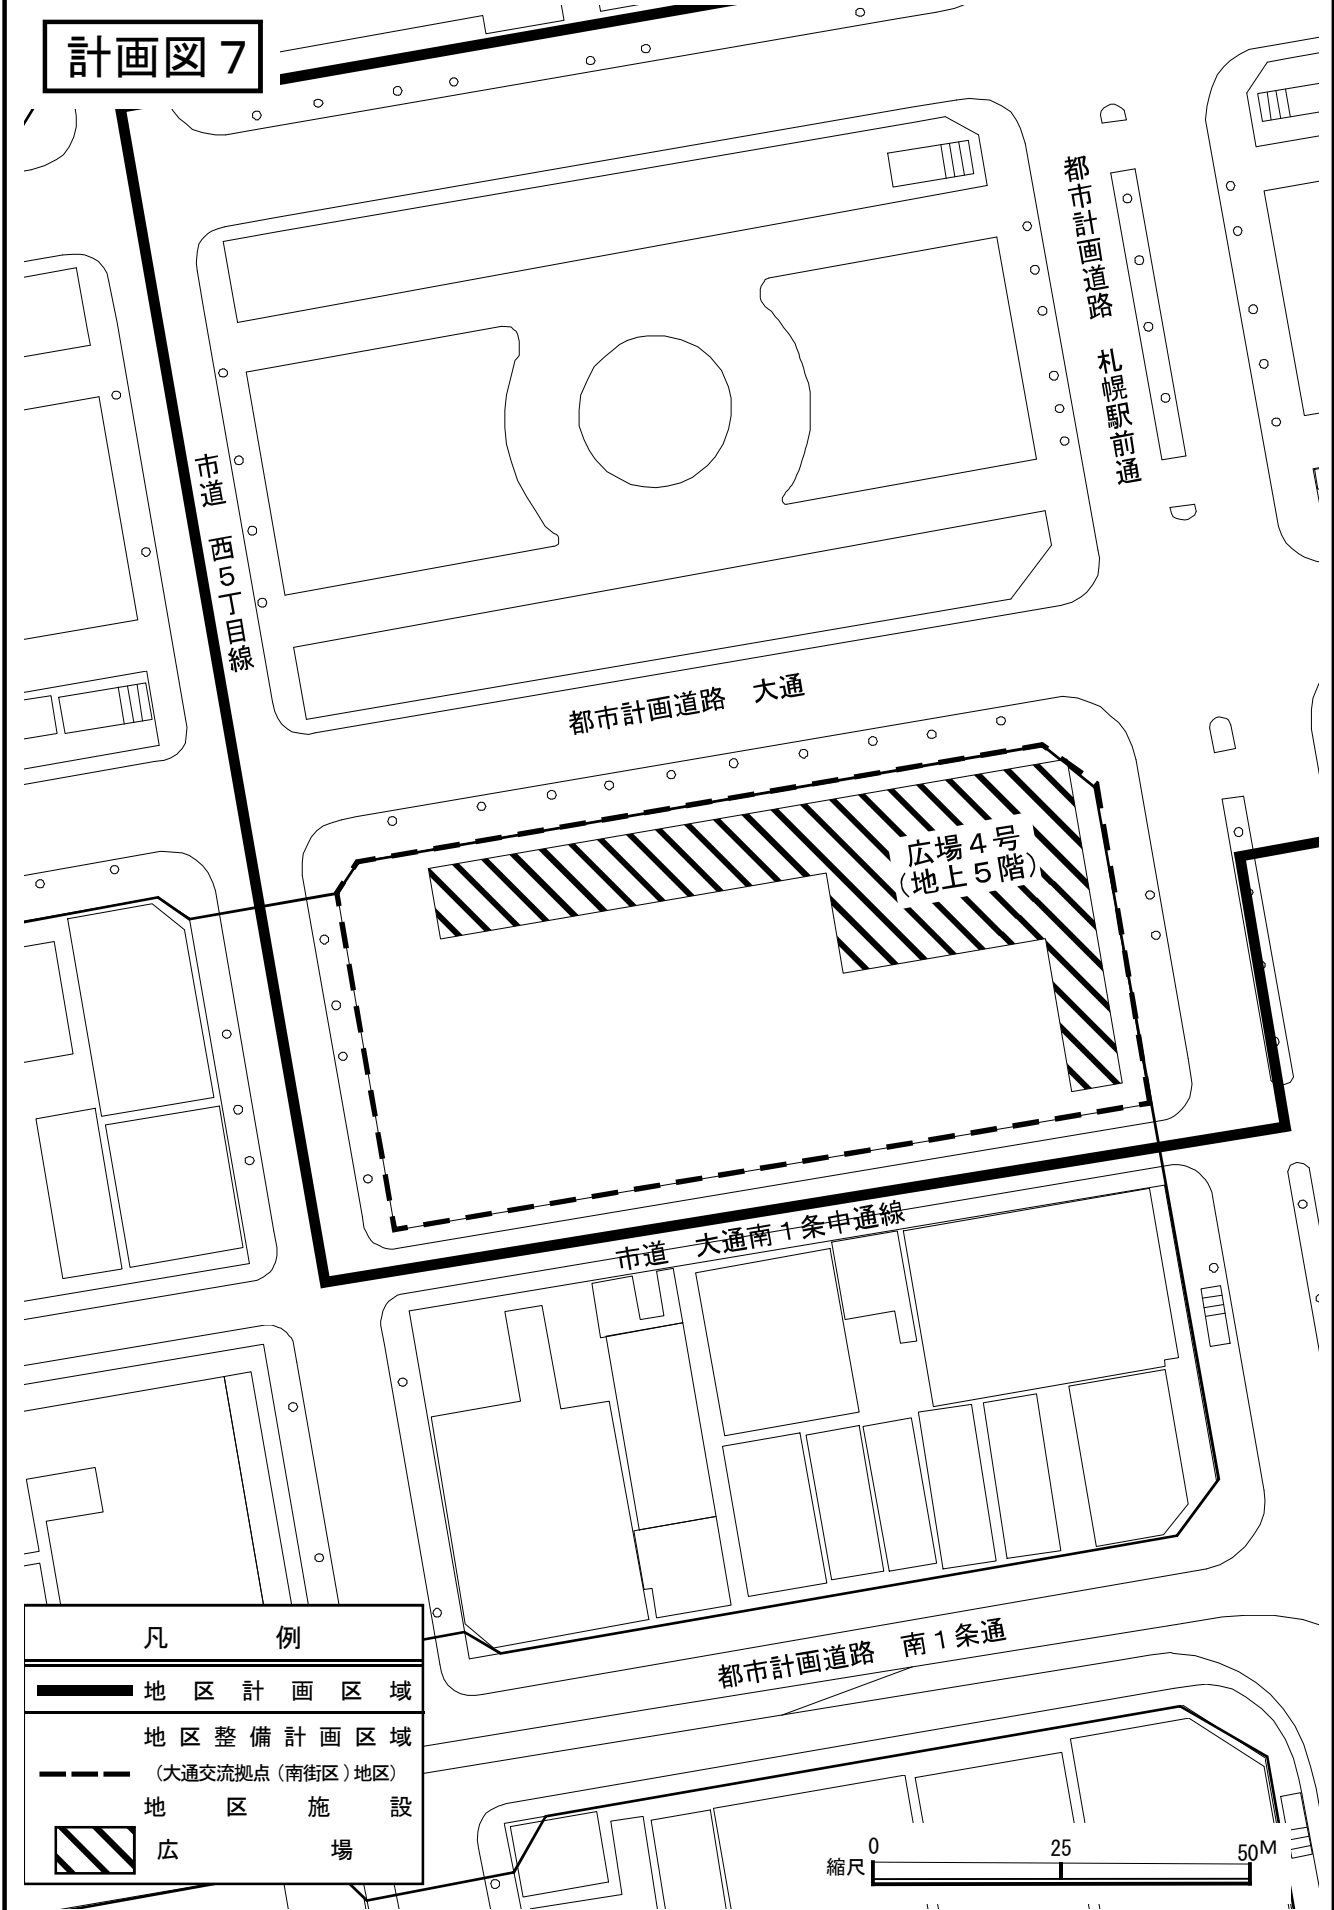 計画図７
都市計画道路　札幌駅前通
市道　西５丁目線
都市計画道路　大通
広場４号
（地上５階）
市道　大通南１条中通線
都市計画道路　南１条通
凡例
地区計画区域
地区整備計画区域
（大通交流拠点（南街区）地区）
地区施設
広場
縮尺
0 25 50M